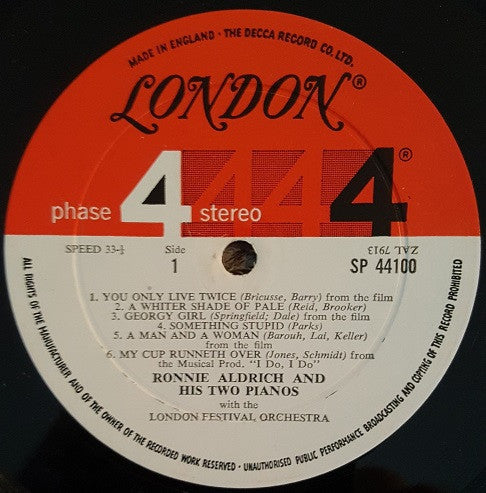 MADE IN ENGLAND · THE DECCA RECORD CO. LTD.
LONDON®
phase 4 stereo 4 4 4®
SPEED 33-⅓
Side
1
ZAL 7913
SP 44100
1. YOU ONLY LIVE TWICE (Bricusse, Barry) from the film
2. A WHITER SHADE OF PALE (Reid, Brooker)
3. GEORGY GIRL (Springfield; Dale) from the film
4. SOMETHING STUPID (Parks)
5. A MAN AND A WOMAN (Barouh, Lai, Keller)
from the film
6. MY CUP RUNNETH OVER (Jones, Schmidt) from
the Musical Prod. "I Do, I Do"
RONNIE ALDRICH AND
HIS TWO PIANOS
with the
LONDON FESTIVAL ORCHESTRA
ALL RIGHTS OF THE MANUFACTURER AND OF THE OWNER OF THE RECORDED WORK RESERVED · UNAUTHORISED PUBLIC PERFORMANCE BROADCASTING AND COPYING OF THIS RECORD PROHIBITED